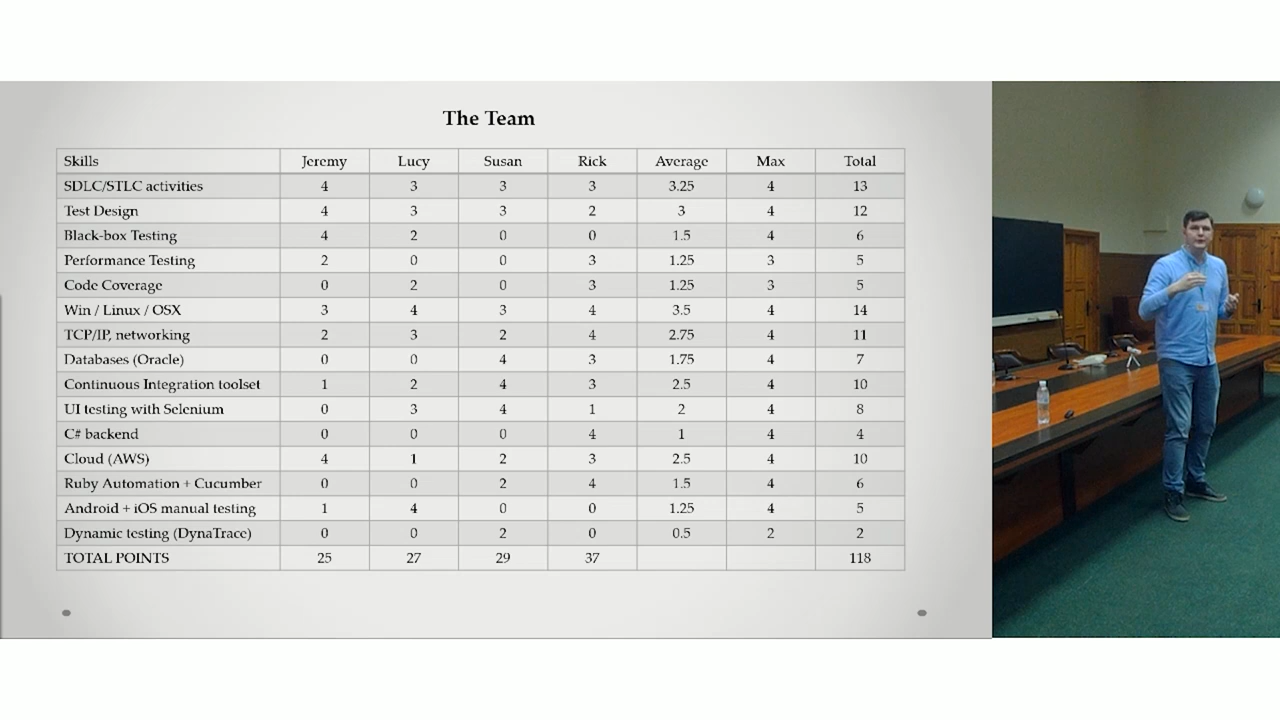 The Team
Skills Jeremy Lucy Susan Rick Average Max Total
SDLC/STLC activities 4 3 3 3 3.25 4 13
Test Design 4 3 3 2 3 4 12
Black-box Testing 4 2 0 0 1.5 4 6
Performance Testing 2 0 0 3 1.25 3 5
Code Coverage 0 2 0 3 1.25 3 5
Win / Linux / OSX 3 4 3 4 3.5 4 14
TCP/IP, networking 2 3 2 4 2.75 4 11
Databases (Oracle) 0 0 4 3 1.75 4 7
Continuous Integration toolset 1 2 4 3 2.5 4 10
UI testing with Selenium 0 3 4 1 2 4 8
C# backend 0 0 0 4 1 4 4
Cloud (AWS) 4 1 2 3 2.5 4 10
Ruby Automation + Cucumber 0 0 2 4 1.5 4 6
Android + iOS manual testing 1 4 0 0 1.25 4 5
Dynamic testing (DynaTrace) 0 0 2 0 0.5 2 2
TOTAL POINTS 25 27 29 37 118